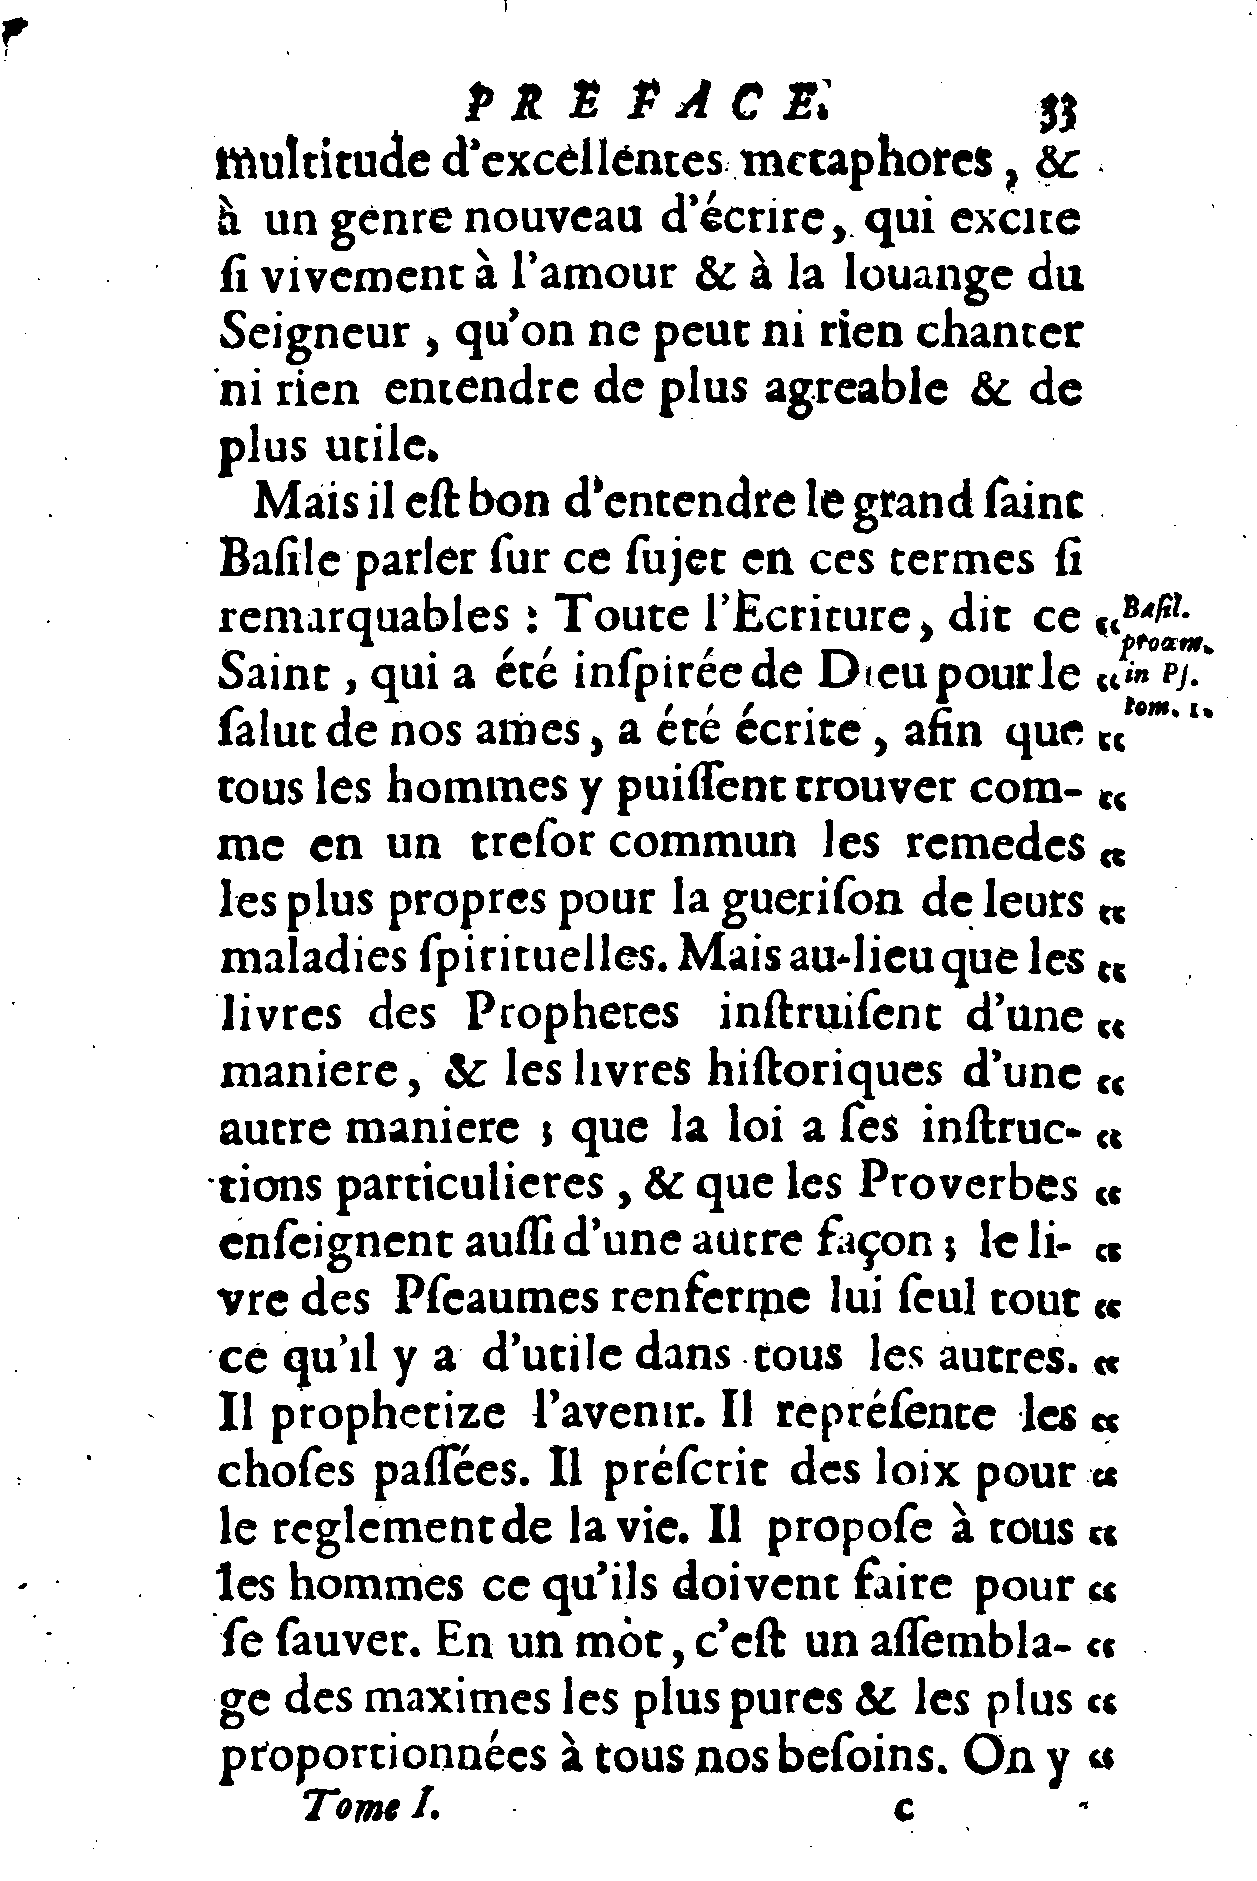 PREFACE. 33
multitude d'excellentes metaphores, &
à un genre nouveau d'écrire, qui excite
ſi vivement à l'amour & à la louange du
Seigneur, qu'on ne peut ni rien chanter
ni rien entendre de plus agreable & de
plus utile.
Mais il eſt bon d'entendre le grand ſaint
Baſile parler ſur ce ſujet en ces termes ſi
remarquables : Toute l'Ecriture, dit ce “ Baſil.
proœm.
Saint, qui a été inſpirée de Dieu pour le “ in Pſ.
tom. 1.
ſalut de nos ames, a été écrite, afin que “
tous les hommes y puiſſent trouver com- “
me en un treſor commun les remedes “
les plus propres pour la gueriſon de leurs “
maladies ſpirituelles. Mais au-lieu que les “
livres des Prophetes inſtruiſent d'une “
maniere, & les livres hiſtoriques d'une “
autre maniere ; que la loi a ſes inſtruc- “
tions particulieres, & que les Proverbes “
enſeignent auſſi d'une autre façon ; le li- “
vre des Pſeaumes renferme lui ſeul tout “
ce qu'il y a d'utile dans tous les autres. “
Il prophetize l'avenir. Il repréſente les “
choſes paſſées. Il préſcrit des loix pour “
le reglement de la vie. Il propoſe à tous “
les hommes ce qu'ils doivent faire pour “
ſe ſauver. En un mot, c'eſt un aſſembla- “
ge des maximes les plus pures & les plus “
proportionnées à tous nos beſoins. On y “
Tome I. c